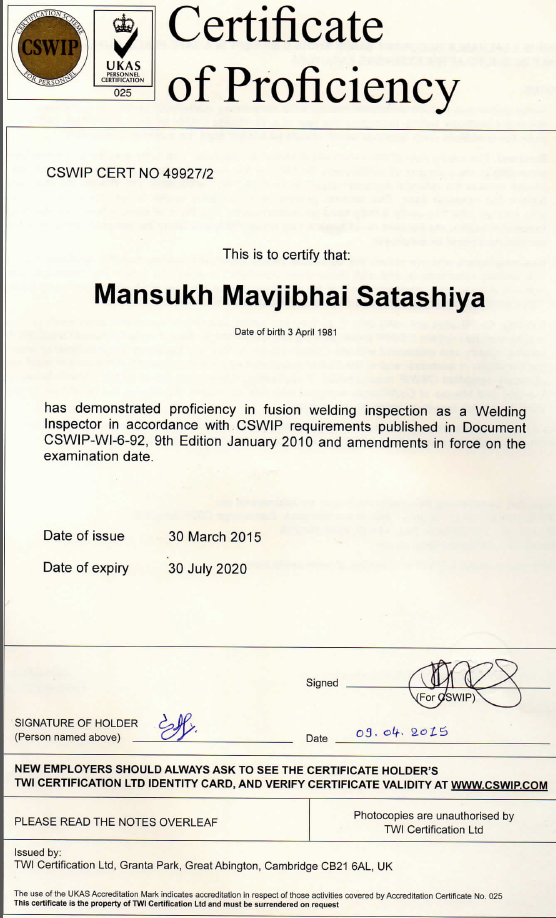 CERTIFICATION SCHEME
CSWIP
FOR PERSONNEL
UKAS
PERSONNEL
CERTIFICATION
025
Certificate
of Proficiency
CSWIP CERT NO 49927/2
This is to certify that:
Mansukh Mavjibhai Satashiya
Date of birth 3 April 1981
has demonstrated proficiency in fusion welding inspection as a Welding
Inspector in accordance with CSWIP requirements published in Document
CSWIP-WI-6-92, 9th Edition January 2010 and amendments in force on the
examination date.
Date of issue 30 March 2015
Date of expiry 30 July 2020
Signed
(For CSWIP)
SIGNATURE OF HOLDER
(Person named above)
Date 09.04.2015
NEW EMPLOYERS SHOULD ALWAYS ASK TO SEE THE CERTIFICATE HOLDER'S
TWI CERTIFICATION LTD IDENTITY CARD, AND VERIFY CERTIFICATE VALIDITY AT WWW.CSWIP.COM
PLEASE READ THE NOTES OVERLEAF
Photocopies are unauthorised by
TWI Certification Ltd
Issued by:
TWI Certification Ltd, Granta Park, Great Abington, Cambridge CB21 6AL, UK
The use of the UKAS Accreditation Mark indicates accreditation in respect of those activities covered by Accreditation Certificate No. 025
This certificate is the property of TWI Certification Ltd and must be surrendered on request